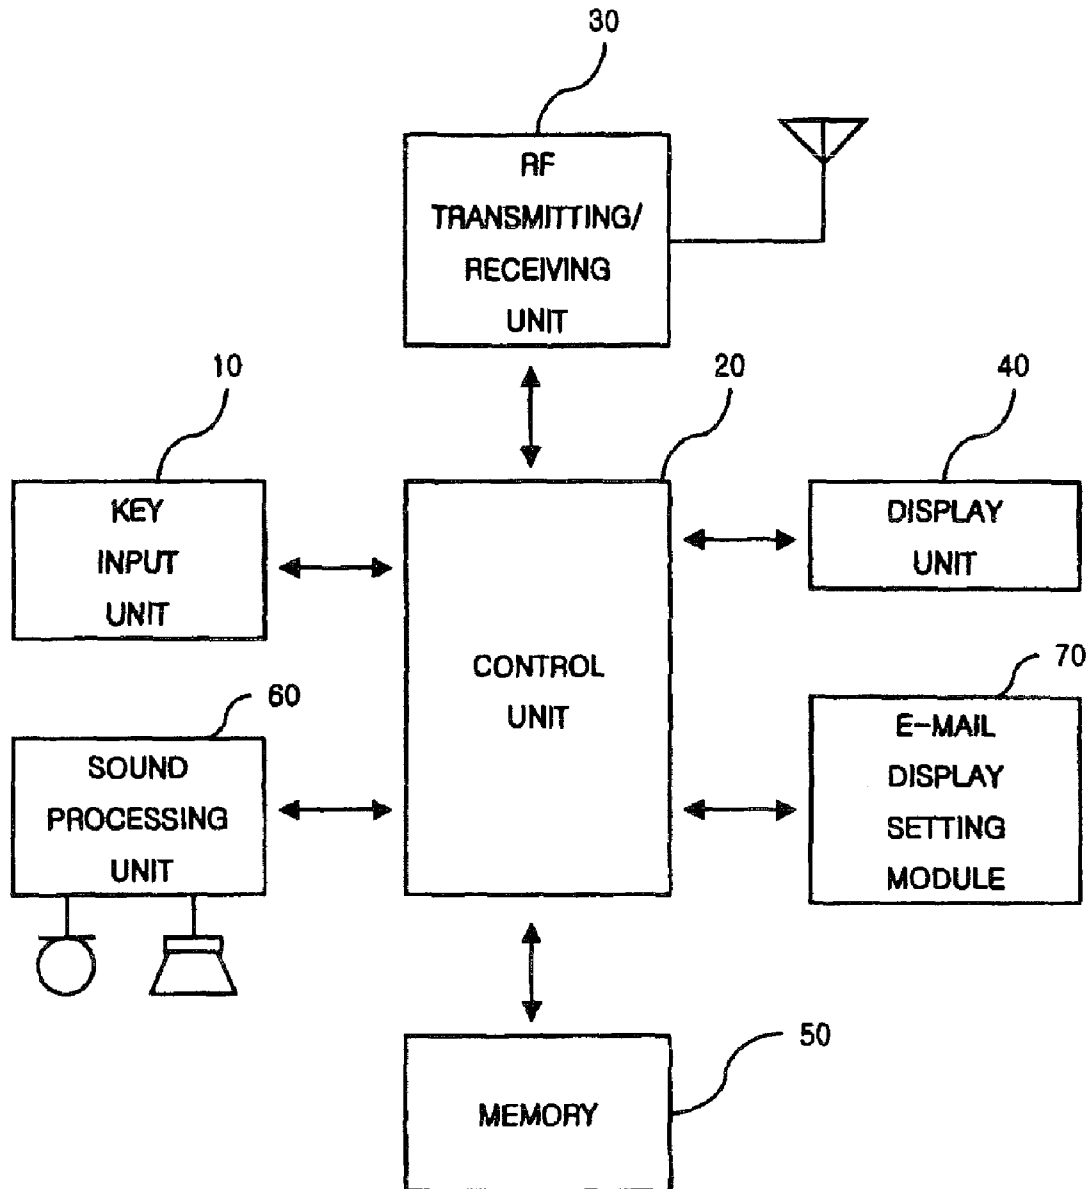 30
RF
TRANSMITTING/
RECEIVING
UNIT
10
20
40
KEY
INPUT
UNIT
CONTROL
UNIT
DISPLAY
UNIT
60
SOUND
PROCESSING
UNIT
70
E-MAIL
DISPLAY
SETTING
MODULE
50
MEMORY